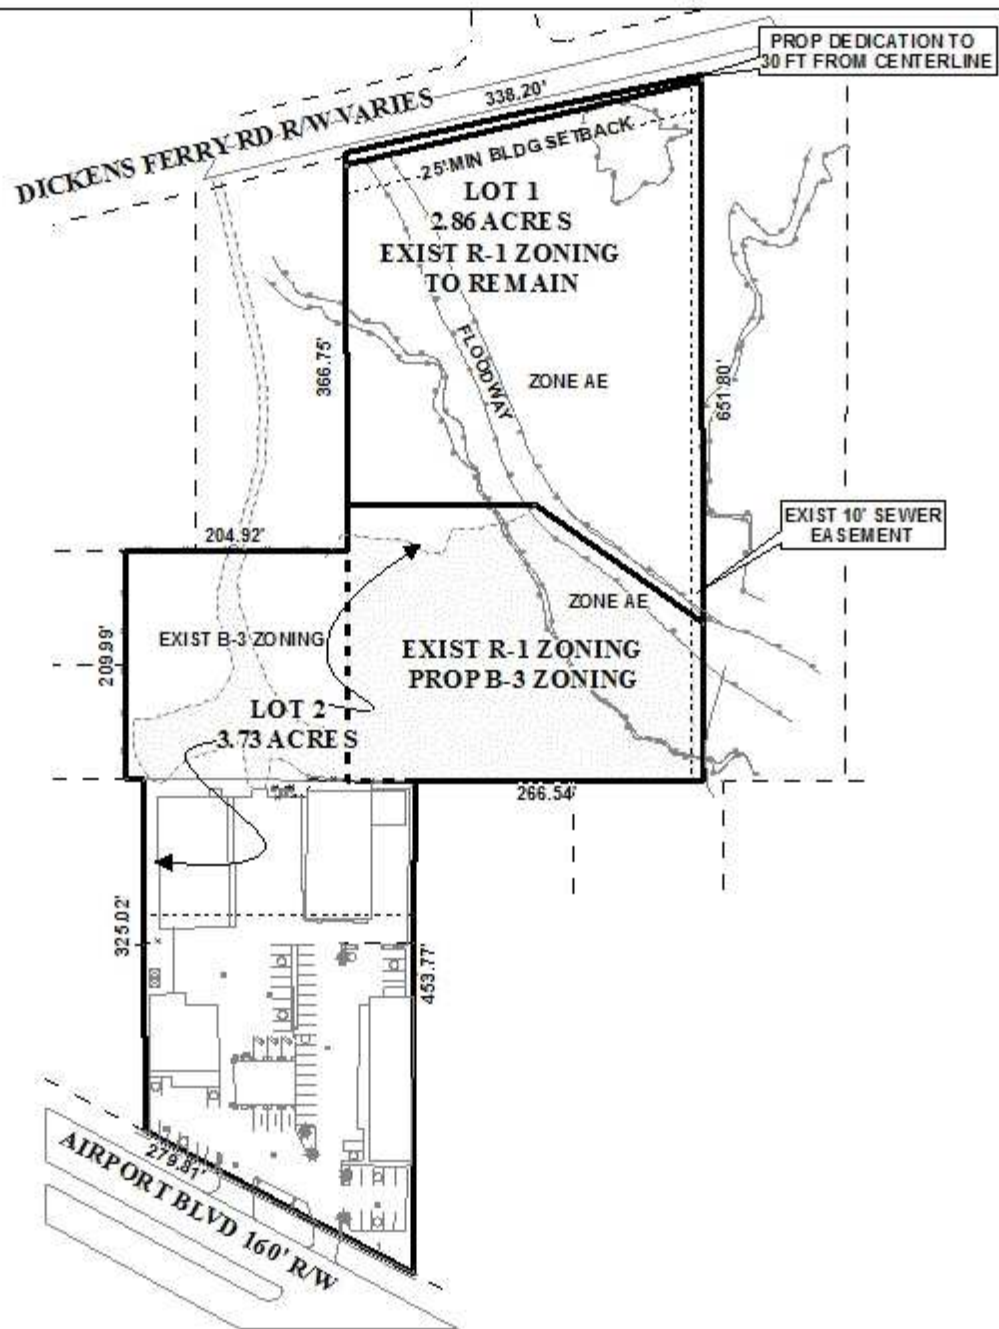 PROP DEDICATION TO
30 FT FROM CENTERLINE
338.20'
DICKENS FERRY RD R/W VARIES
25' MIN BLDG SETBACK
LOT 1
2.86 ACRES
EXIST R-1 ZONING
TO REMAIN
366.75'
FLOODWAY
ZONE AE
651.80'
EXIST 10' SEWER
EASEMENT
204.92'
ZONE AE
EXIST B-3 ZONING
209.99'
EXIST R-1 ZONING
PROP B-3 ZONING
LOT 2
3.73 ACRES
266.54'
325.02'
453.77'
279.81'
AIRPORT BLVD 160' R/W